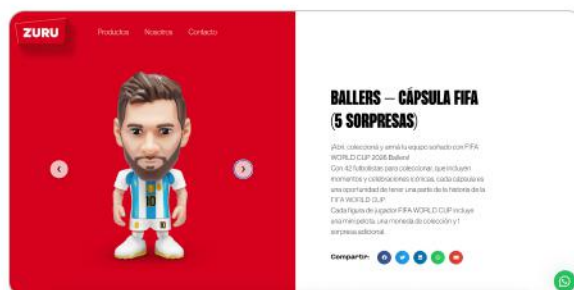 ZURU
Productos Nosotros Contacto
10
BALLERS – CÁPSULA FIFA
(5 SORPRESAS)
¡Abrí, coleccioná y armá tu equipo soñado con FIFA
WORLD CUP 2026 Ballers!
Con 42 futbolistas para coleccionar, que incluyen
momentos y celebraciones icónicas, cada cápsula es
una oportunidad de tener una parte de la historia de la
FIFA WORLD CUP.
Cada figura de jugador FIFA WORLD CUP incluye
una mini pelota, una moneda de colección y 1
sorpresa adicional.
Compartir: